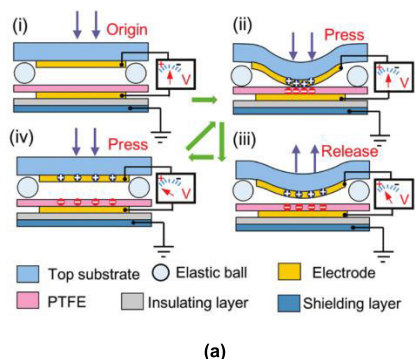 (i)
Origin
+ -
V
(ii)
Press
+ -
V
(iv)
Press
+ -
V
(iii)
Release
+ -
V
Top substrate
Elastic ball
Electrode
PTFE
Insulating layer
Shielding layer
(a)